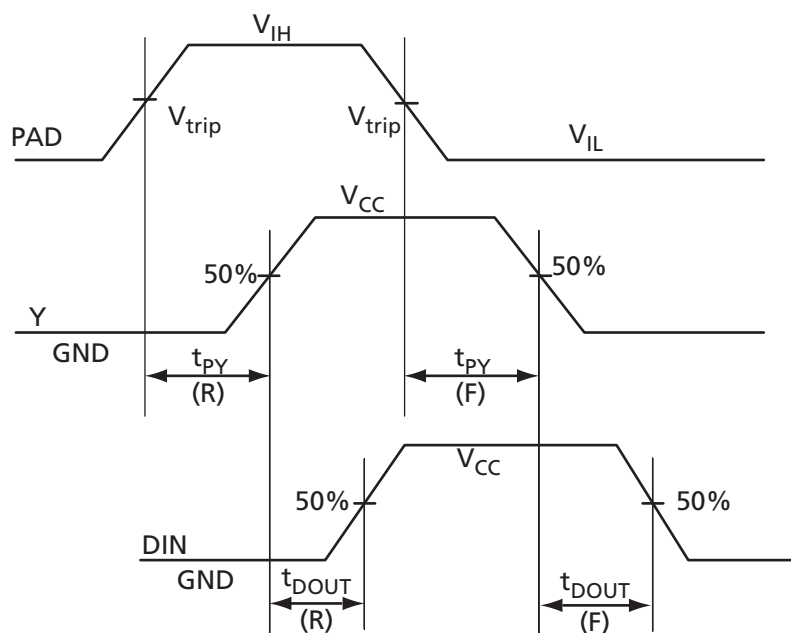 V_IH
V_trip
V_trip
PAD
V_IL
V_CC
50%
50%
Y
GND
t_PY
(R)
t_PY
(F)
V_CC
50%
50%
DIN
GND
t_DOUT
(R)
t_DOUT
(F)